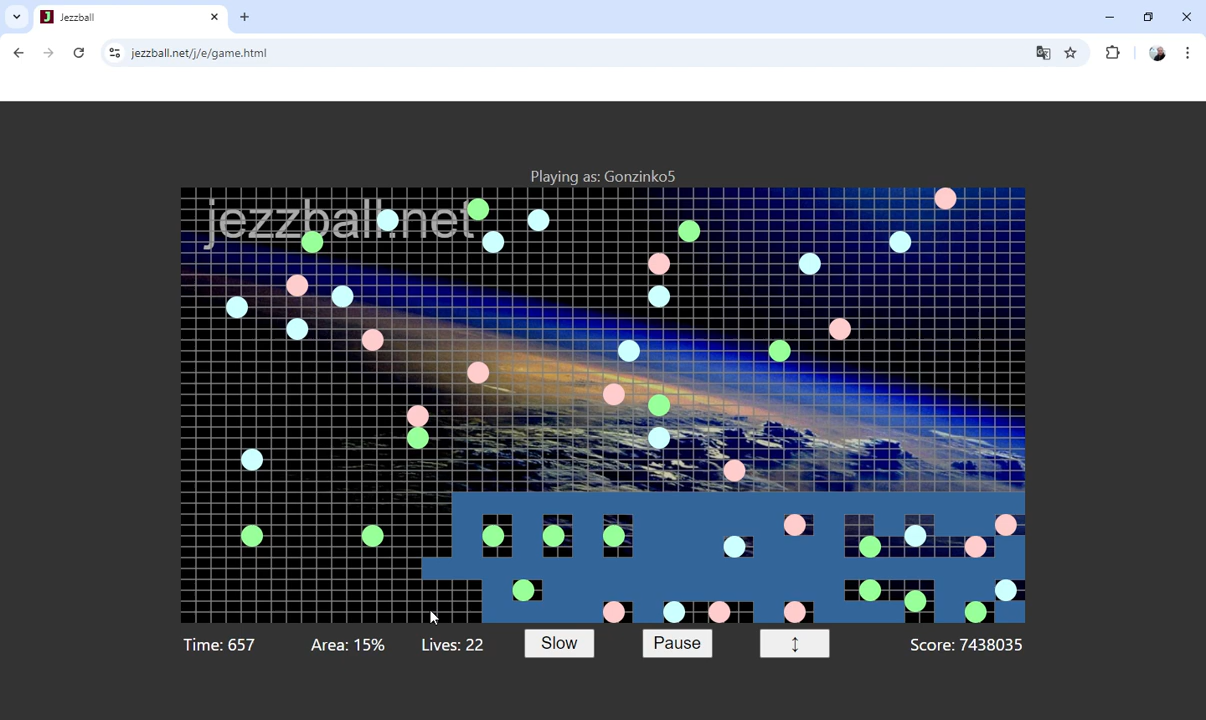 Jezzball
jezzball.net/j/e/game.html
Playing as: Gonzinko5
jezzball.net
Time: 657 Area: 15% Lives: 22 Slow Pause ↕ Score: 7438035